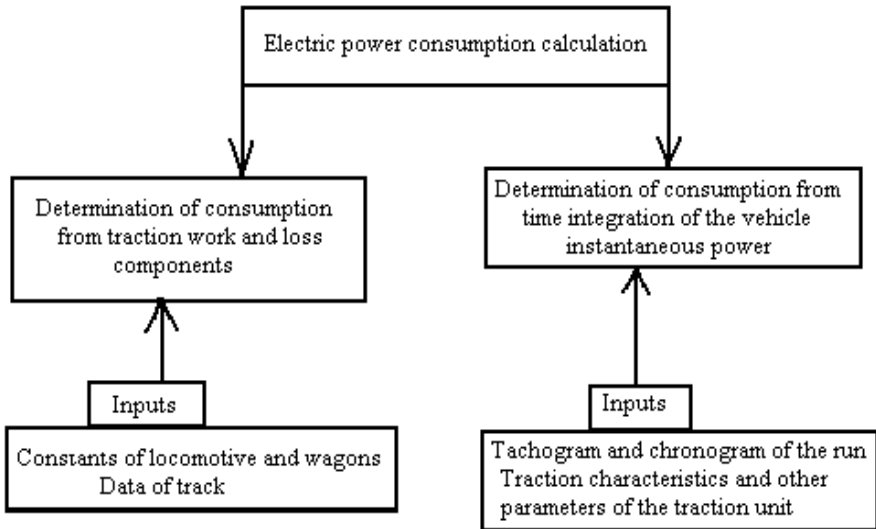 Electric power consumption calculation
Determination of consumption
from traction work and loss
components
Determination of consumption from
time integration of the vehicle
instantaneous power
Inputs
Constants of locomotive and wagons
Data of track
Inputs
Tachogram and chronogram of the run
Traction characteristics and other
parameters of the traction unit